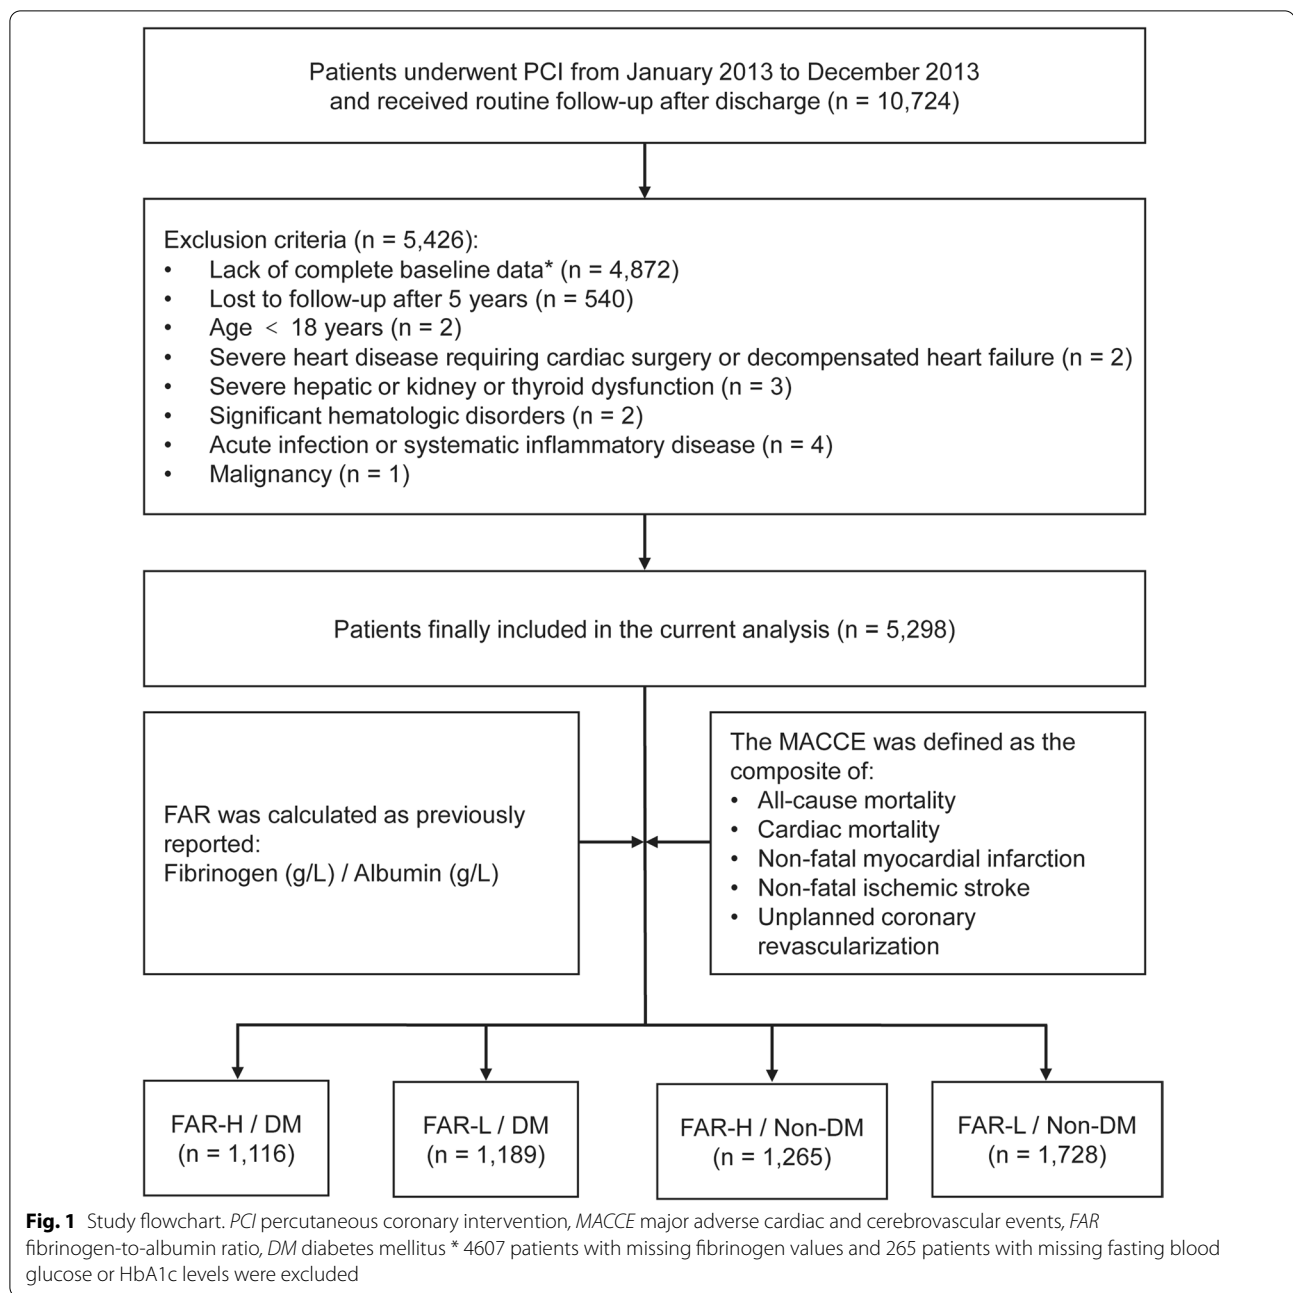 Patients underwent PCI from January 2013 to December 2013
and received routine follow-up after discharge (n = 10,724)
Exclusion criteria (n = 5,426):
• Lack of complete baseline data* (n = 4,872)
• Lost to follow-up after 5 years (n = 540)
• Age < 18 years (n = 2)
• Severe heart disease requiring cardiac surgery or decompensated heart failure (n = 2)
• Severe hepatic or kidney or thyroid dysfunction (n = 3)
• Significant hematologic disorders (n = 2)
• Acute infection or systematic inflammatory disease (n = 4)
• Malignancy (n = 1)
Patients finally included in the current analysis (n = 5,298)
FAR was calculated as previously
reported:
Fibrinogen (g/L) / Albumin (g/L)
The MACCE was defined as the
composite of:
• All-cause mortality
• Cardiac mortality
• Non-fatal myocardial infarction
• Non-fatal ischemic stroke
• Unplanned coronary
revascularization
FAR-H / DM
(n = 1,116)
FAR-L / DM
(n = 1,189)
FAR-H / Non-DM
(n = 1,265)
FAR-L / Non-DM
(n = 1,728)
Fig. 1 Study flowchart. PCI percutaneous coronary intervention, MACCE major adverse cardiac and cerebrovascular events, FAR
fibrinogen-to-albumin ratio, DM diabetes mellitus * 4607 patients with missing fibrinogen values and 265 patients with missing fasting blood
glucose or HbA1c levels were excluded